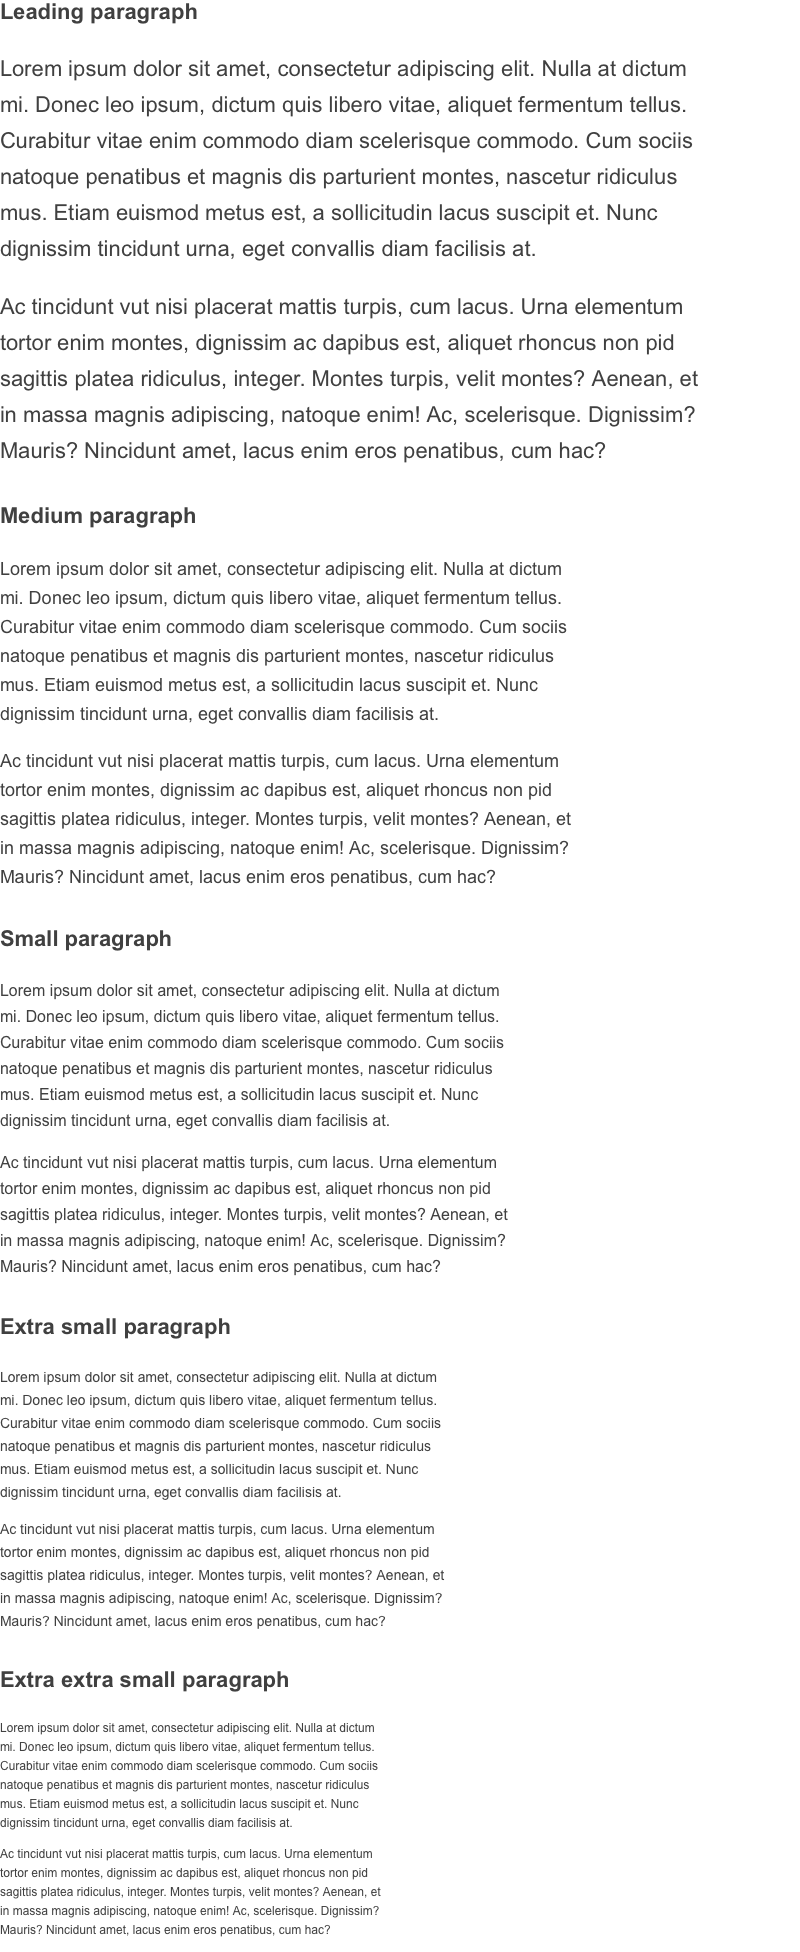 Leading paragraph
Lorem ipsum dolor sit amet, consectetur adipiscing elit. Nulla at dictum
mi. Donec leo ipsum, dictum quis libero vitae, aliquet fermentum tellus.
Curabitur vitae enim commodo diam scelerisque commodo. Cum sociis
natoque penatibus et magnis dis parturient montes, nascetur ridiculus
mus. Etiam euismod metus est, a sollicitudin lacus suscipit et. Nunc
dignissim tincidunt urna, eget convallis diam facilisis at.
Ac tincidunt vut nisi placerat mattis turpis, cum lacus. Urna elementum
tortor enim montes, dignissim ac dapibus est, aliquet rhoncus non pid
sagittis platea ridiculus, integer. Montes turpis, velit montes? Aenean, et
in massa magnis adipiscing, natoque enim! Ac, scelerisque. Dignissim?
Mauris? Nincidunt amet, lacus enim eros penatibus, cum hac?
Medium paragraph
Lorem ipsum dolor sit amet, consectetur adipiscing elit. Nulla at dictum
mi. Donec leo ipsum, dictum quis libero vitae, aliquet fermentum tellus.
Curabitur vitae enim commodo diam scelerisque commodo. Cum sociis
natoque penatibus et magnis dis parturient montes, nascetur ridiculus
mus. Etiam euismod metus est, a sollicitudin lacus suscipit et. Nunc
dignissim tincidunt urna, eget convallis diam facilisis at.
Ac tincidunt vut nisi placerat mattis turpis, cum lacus. Urna elementum
tortor enim montes, dignissim ac dapibus est, aliquet rhoncus non pid
sagittis platea ridiculus, integer. Montes turpis, velit montes? Aenean, et
in massa magnis adipiscing, natoque enim! Ac, scelerisque. Dignissim?
Mauris? Nincidunt amet, lacus enim eros penatibus, cum hac?
Small paragraph
Lorem ipsum dolor sit amet, consectetur adipiscing elit. Nulla at dictum
mi. Donec leo ipsum, dictum quis libero vitae, aliquet fermentum tellus.
Curabitur vitae enim commodo diam scelerisque commodo. Cum sociis
natoque penatibus et magnis dis parturient montes, nascetur ridiculus
mus. Etiam euismod metus est, a sollicitudin lacus suscipit et. Nunc
dignissim tincidunt urna, eget convallis diam facilisis at.
Ac tincidunt vut nisi placerat mattis turpis, cum lacus. Urna elementum
tortor enim montes, dignissim ac dapibus est, aliquet rhoncus non pid
sagittis platea ridiculus, integer. Montes turpis, velit montes? Aenean, et
in massa magnis adipiscing, natoque enim! Ac, scelerisque. Dignissim?
Mauris? Nincidunt amet, lacus enim eros penatibus, cum hac?
Extra small paragraph
Lorem ipsum dolor sit amet, consectetur adipiscing elit. Nulla at dictum
mi. Donec leo ipsum, dictum quis libero vitae, aliquet fermentum tellus.
Curabitur vitae enim commodo diam scelerisque commodo. Cum sociis
natoque penatibus et magnis dis parturient montes, nascetur ridiculus
mus. Etiam euismod metus est, a sollicitudin lacus suscipit et. Nunc
dignissim tincidunt urna, eget convallis diam facilisis at.
Ac tincidunt vut nisi placerat mattis turpis, cum lacus. Urna elementum
tortor enim montes, dignissim ac dapibus est, aliquet rhoncus non pid
sagittis platea ridiculus, integer. Montes turpis, velit montes? Aenean, et
in massa magnis adipiscing, natoque enim! Ac, scelerisque. Dignissim?
Mauris? Nincidunt amet, lacus enim eros penatibus, cum hac?
Extra extra small paragraph
Lorem ipsum dolor sit amet, consectetur adipiscing elit. Nulla at dictum
mi. Donec leo ipsum, dictum quis libero vitae, aliquet fermentum tellus.
Curabitur vitae enim commodo diam scelerisque commodo. Cum sociis
natoque penatibus et magnis dis parturient montes, nascetur ridiculus
mus. Etiam euismod metus est, a sollicitudin lacus suscipit et. Nunc
dignissim tincidunt urna, eget convallis diam facilisis at.
Ac tincidunt vut nisi placerat mattis turpis, cum lacus. Urna elementum
tortor enim montes, dignissim ac dapibus est, aliquet rhoncus non pid
sagittis platea ridiculus, integer. Montes turpis, velit montes? Aenean, et
in massa magnis adipiscing, natoque enim! Ac, scelerisque. Dignissim?
Mauris? Nincidunt amet, lacus enim eros penatibus, cum hac?